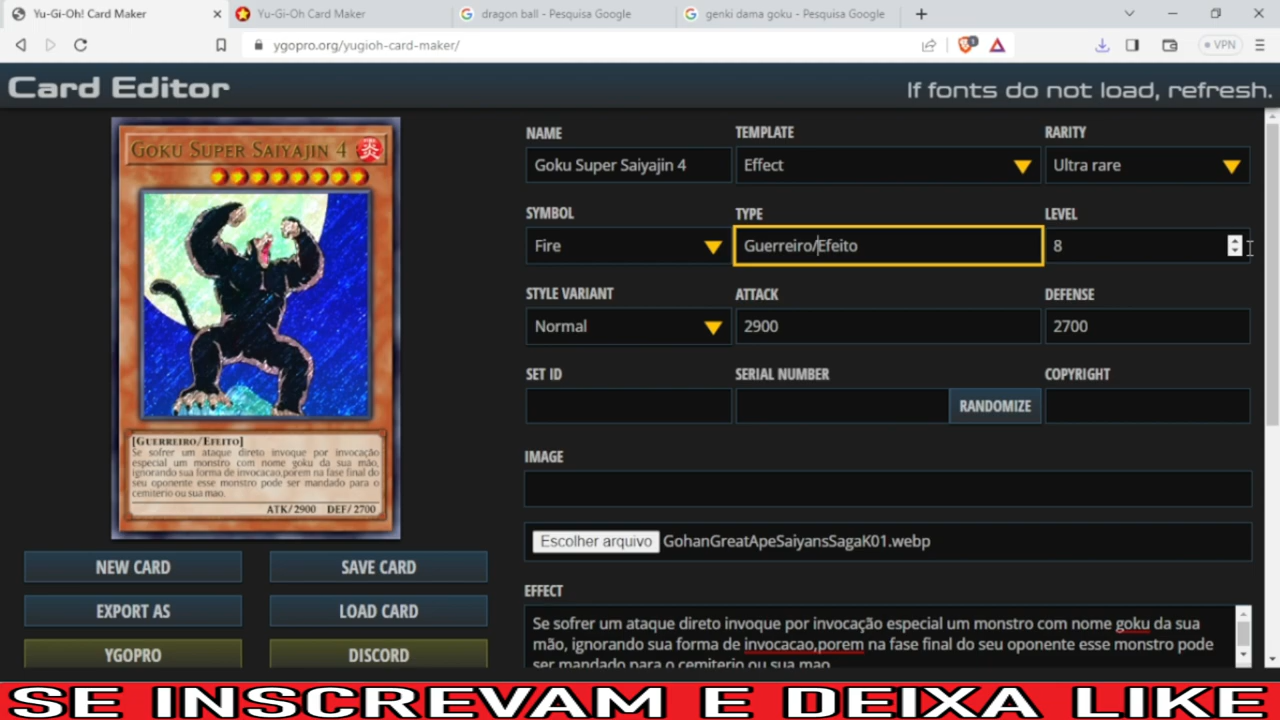 Yu-Gi-Oh! Card Maker
Yu-Gi-Oh Card Maker
dragon ball - Pesquisa Google
genki dama goku - Pesquisa Google
ygopro.org/yugioh-card-maker/
VPN
Card Editor
If fonts do not load, refresh.
Goku Super Saiyajin 4 炎
[Guerreiro/Efeito]
Se sofrer um ataque direto invoque por invocação
especial um monstro com nome goku da sua mão,
ignorando sua forma de invocacao,porem na fase final do
seu oponente esse monstro pode ser mandado para o
cemiterio ou sua mao.
ATK/2900 DEF/2700
NEW CARD
SAVE CARD
EXPORT AS
LOAD CARD
YGOPRO
DISCORD
NAME
TEMPLATE
RARITY
Goku Super Saiyajin 4
Effect
Ultra rare
SYMBOL
TYPE
LEVEL
Fire
Guerreiro/Efeito
8
STYLE VARIANT
ATTACK
DEFENSE
Normal
2900
2700
SET ID
SERIAL NUMBER
COPYRIGHT
RANDOMIZE
IMAGE
Escolher arquivo GohanGreatApeSaiyansSagaK01.webp
EFFECT
Se sofrer um ataque direto invoque por invocação especial um monstro com nome goku da sua
mão, ignorando sua forma de invocacao,porem na fase final do seu oponente esse monstro pode
ser mandado para o cemiterio ou sua mao
SE INSCREVAM E DEIXA LIKE